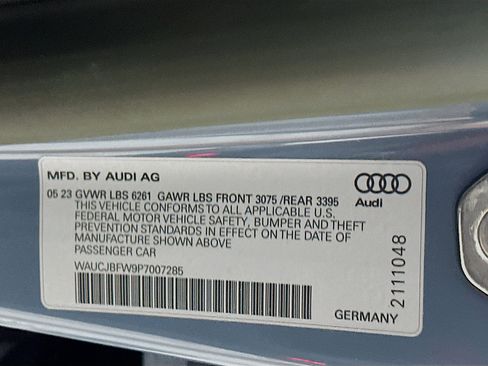 MFD. BY AUDI AG
Audi
05 23 GVWR LBS 6261 GAWR LBS FRONT 3075 /REAR 3395
THIS VEHICLE CONFORMS TO ALL APPLICABLE U.S.
FEDERAL MOTOR VEHICLE SAFETY, BUMPER AND THEFT
PREVENTION STANDARDS IN EFFECT ON THE DATE OF
MANUFACTURE SHOWN ABOVE
PASSENGER CAR
WAUCJBFW9P7007285
GERMANY
2111048